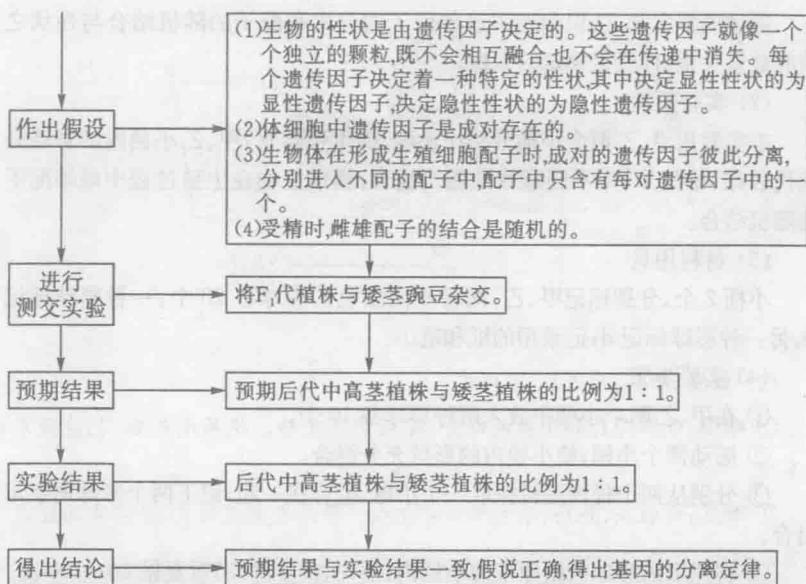 (1)生物的性状是由遗传因子决定的。这些遗传因子就像一个
个独立的颗粒,既不会相互融合,也不会在传递中消失。每
个遗传因子决定着一种特定的性状,其中决定显性性状的为
显性遗传因子,决定隐性性状的为隐性遗传因子。
作出假设
(2)体细胞中遗传因子是成对存在的。
(3)生物体在形成生殖细胞配子时,成对的遗传因子彼此分离,
分别进入不同的配子中,配子中只含有每对遗传因子中的一
个。
(4)受精时,雌雄配子的结合是随机的。
进行
测交实验
将F₁代植株与矮茎豌豆杂交。
预期结果
预期后代中高茎植株与矮茎植株的比例为1∶1。
实验结果
后代中高茎植株与矮茎植株的比例为1∶1。
得出结论
预期结果与实验结果一致,假说正确,得出基因的分离定律。